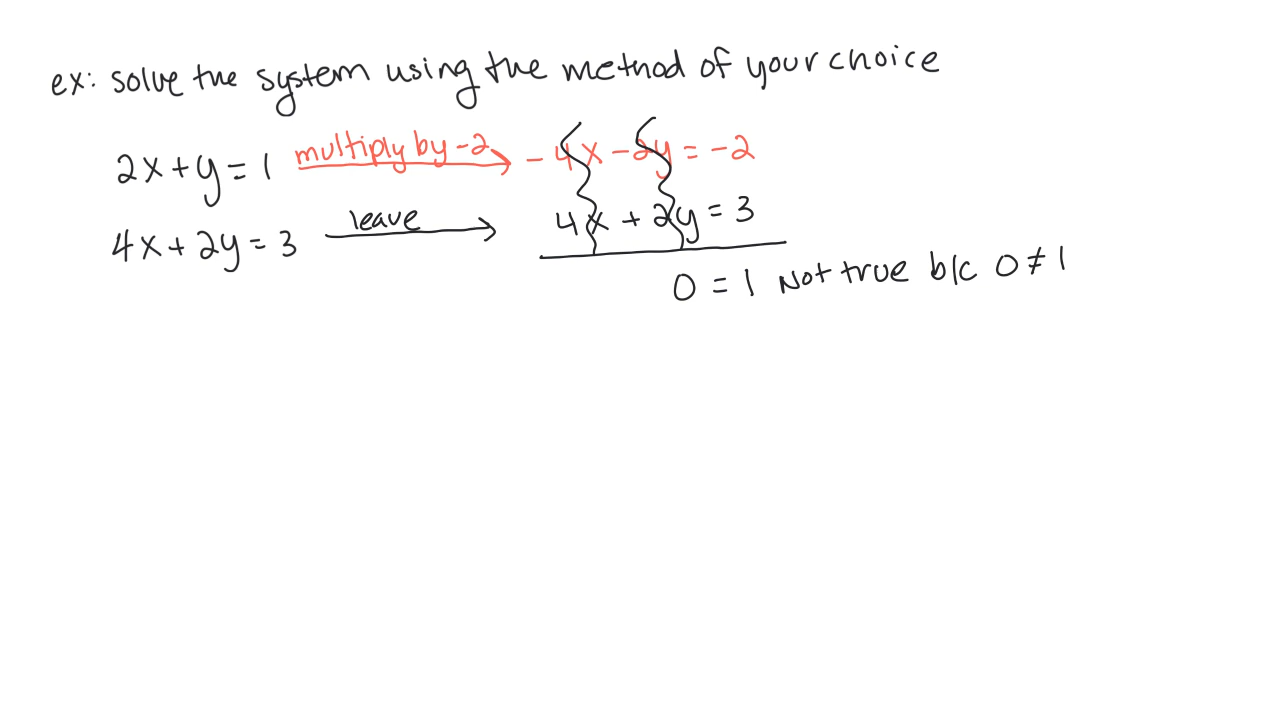 ex: solve the system using the method of your choice
2x+y=1 multiply by -2 -4x-2y=-2
4x+2y=3 leave 4x+2y=3
0=1 Not true b/c 0≠1